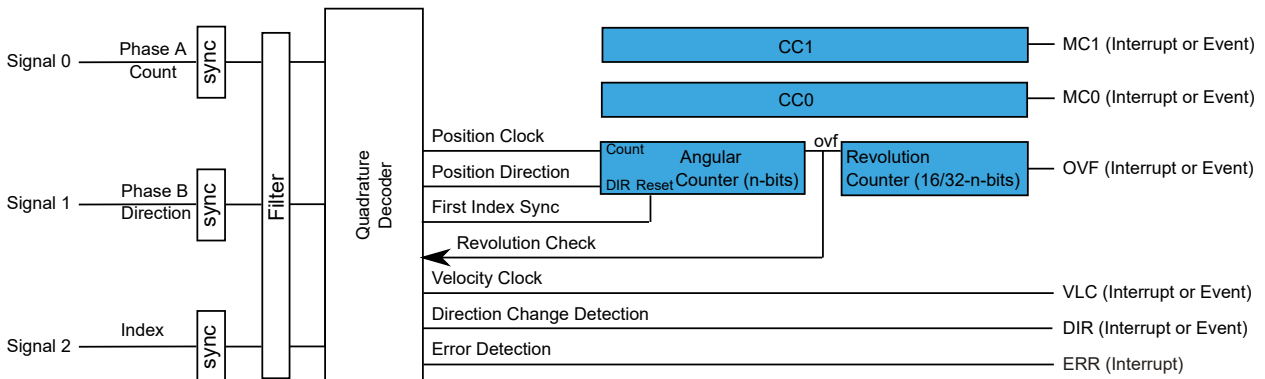 Signal 0
Phase A
Count
sync
Signal 1
Phase B
Direction
sync
Signal 2
Index
sync
Filter
Quadrature
Decoder
CC1
MC1 (Interrupt or Event)
CC0
MC0 (Interrupt or Event)
Position Clock
Position Direction
First Index Sync
Revolution Check
Velocity Clock
Direction Change Detection
Error Detection
Count
DIR Reset
Angular
Counter (n-bits)
ovf
Revolution
Counter (16/32-n-bits)
OVF (Interrupt or Event)
VLC (Interrupt or Event)
DIR (Interrupt or Event)
ERR (Interrupt)